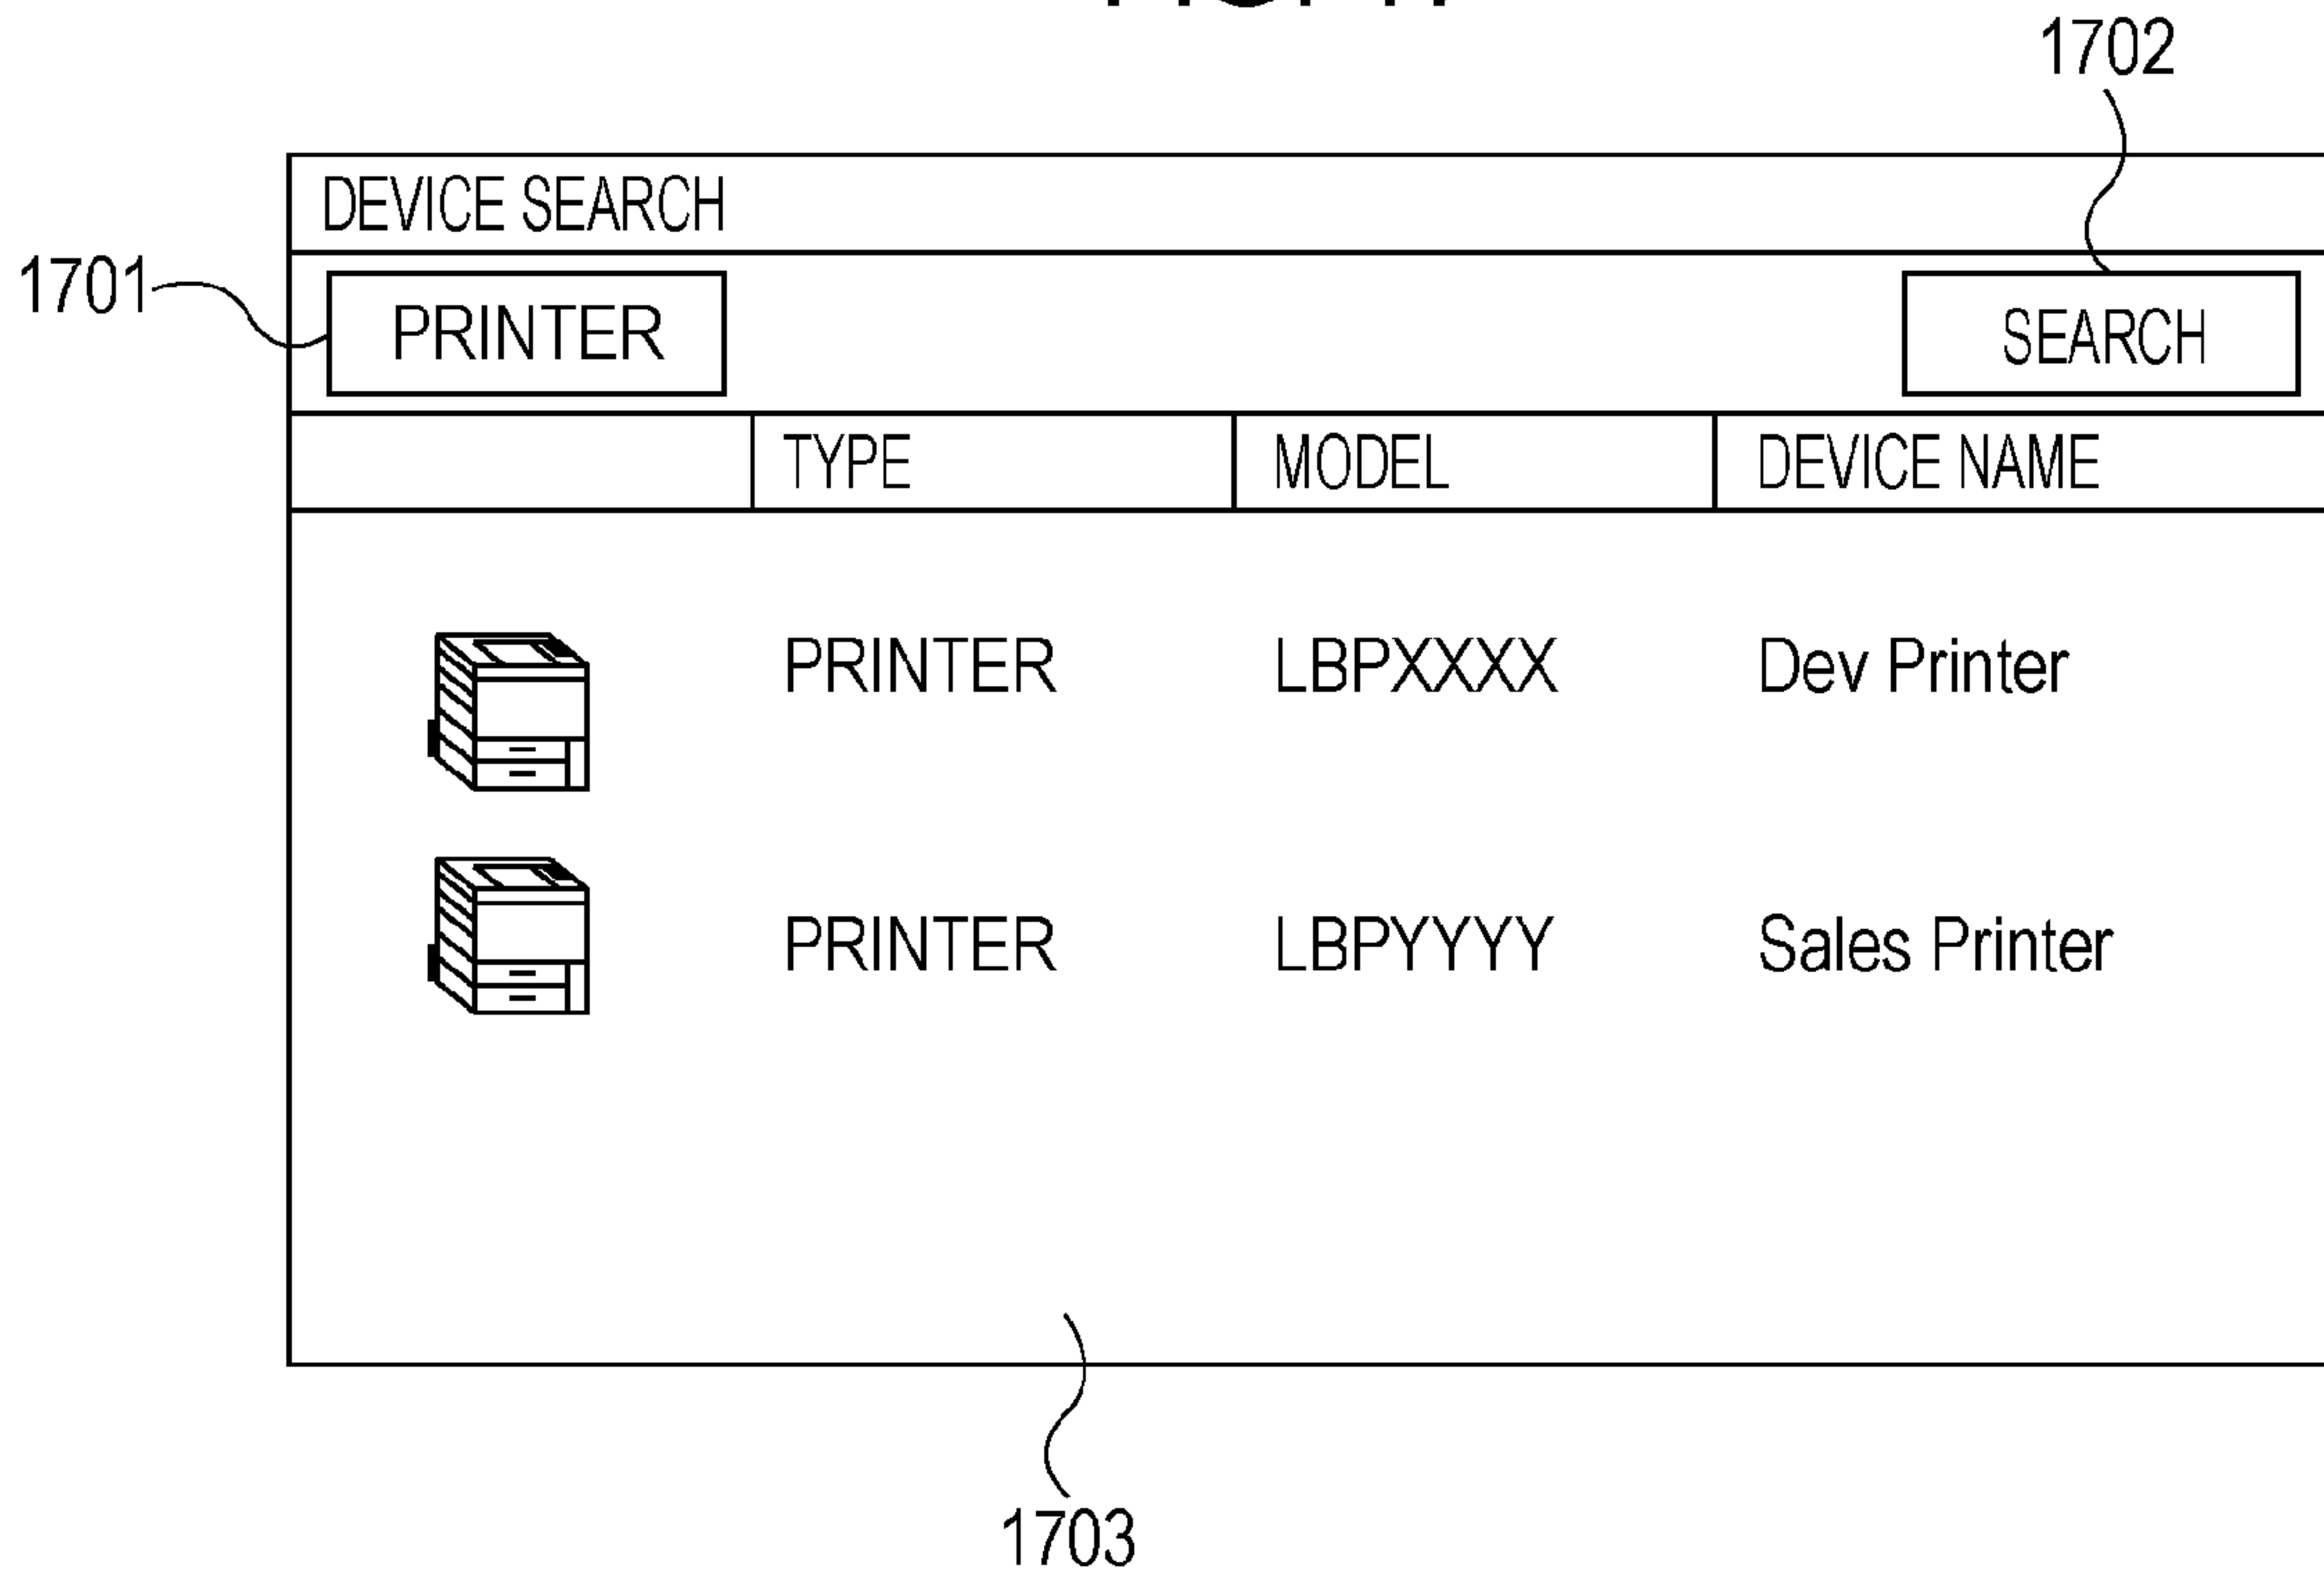 1702
DEVICE SEARCH
1701
PRINTER
SEARCH
TYPE MODEL DEVICE NAME
PRINTER LBPXXXX Dev Printer
PRINTER LBPYYYY Sales Printer
1703